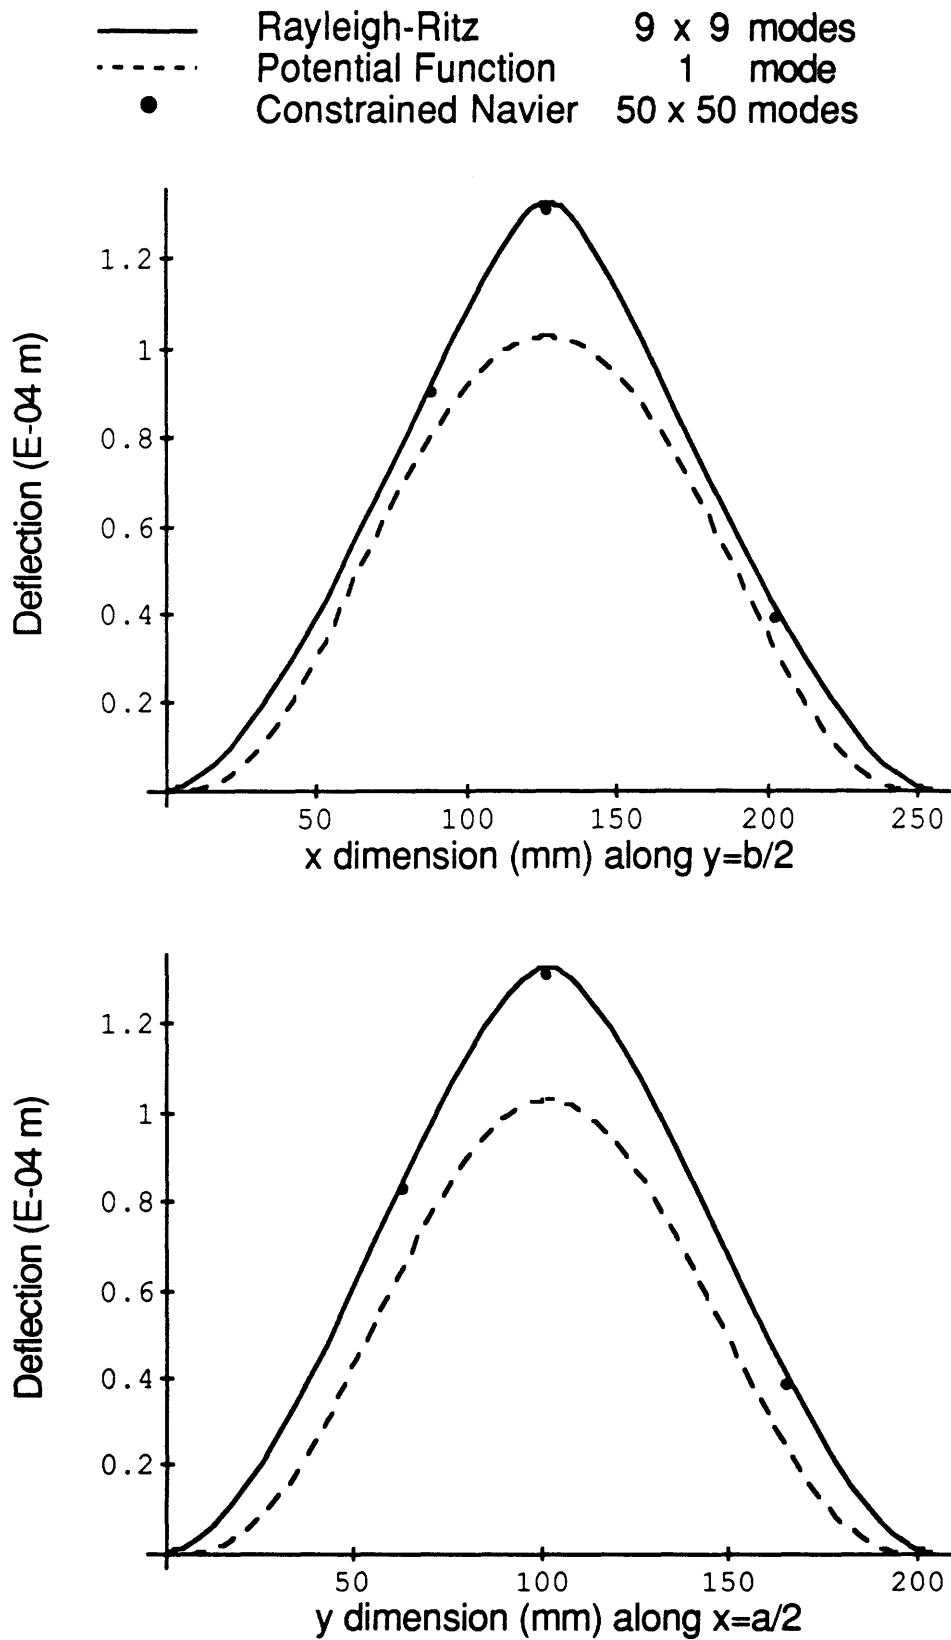 Rayleigh-Ritz 9 x 9 modes
Potential Function 1 mode
Constrained Navier 50 x 50 modes
Deflection (E-04 m)
1.2
1
0.8
0.6
0.4
0.2
50 100 150 200 250
x dimension (mm) along y=b/2
Deflection (E-04 m)
1.2
1
0.8
0.6
0.4
0.2
50 100 150 200
y dimension (mm) along x=a/2